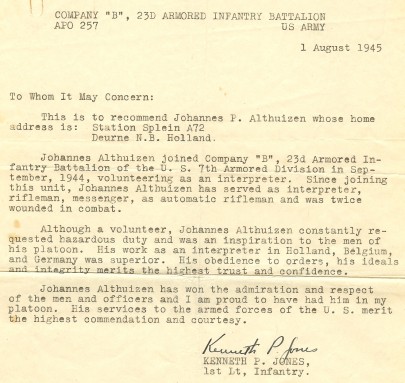 COMPANY "B", 23D ARMORED INFANTRY BATTALION
APO 257 US ARMY
1 August 1945
To Whom It May Concern:
This is to recommend Johannes P. Althuizen whose home
address is: Station Splein A72
Deurne N.B. Holland.
Johannes Althuizen joined Company "B", 23d Armored In-
fantry Battalion of the U. S. 7th Armored Division in Sep-
tember, 1944, volunteering as an interpreter. Since joining
this unit, Johannes Althuizen has served as interpreter,
rifleman, messenger, as automatic rifleman and was twice
wounded in combat.
Although a volunteer, Johannes Althuizen constantly re-
quested hazardous duty and was an inspiration to the men of
his platoon. His work as an interpreter in Holland, Belgium,
and Germany was superior. His obedience to orders, his ideals
and integrity merits the highest trust and confidence.
Johannes Althuizen has won the admiration and respect
of the men and officers and I am proud to have had him in my
platoon. His services to the armed forces of the U. S. merit
the highest commendation and courtesy.
Kenneth P. Jones
KENNETH P. JONES,
1st Lt, Infantry.